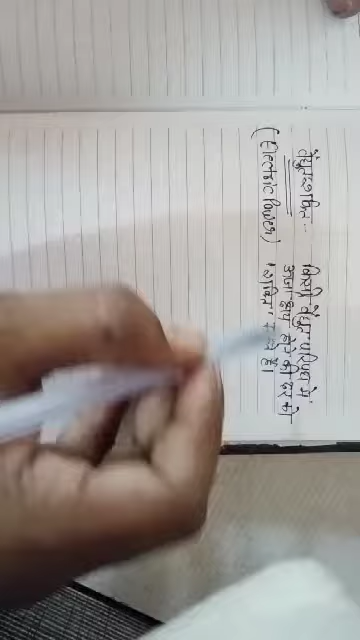 वैद्युत शक्ति :- किसी वैद्युत परिपथ में
ऊर्जा क्षय होने की दर को
(Electric Power) 'शक्ति' कहते हैं।